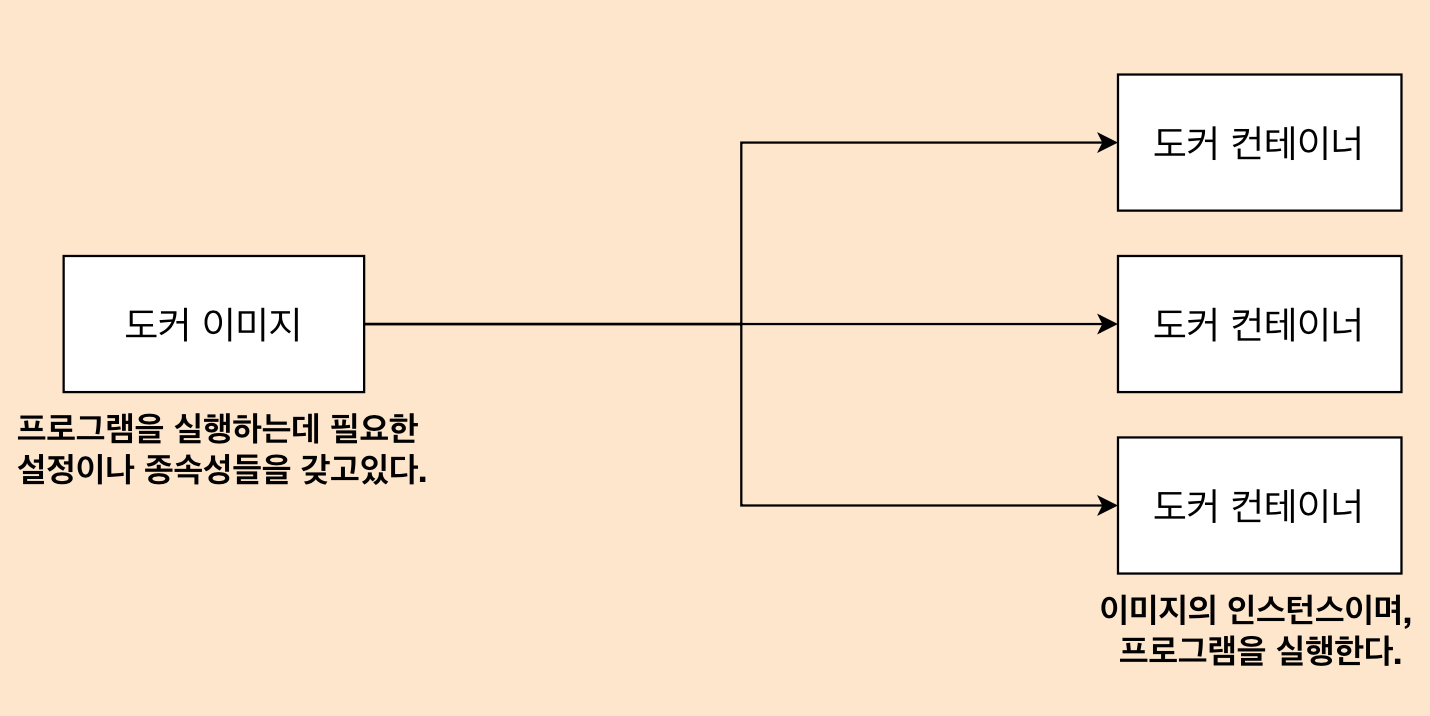 도커 이미지
프로그램을 실행하는데 필요한
설정이나 종속성들을 갖고있다.
도커 컨테이너
도커 컨테이너
도커 컨테이너
이미지의 인스턴스이며,
프로그램을 실행한다.